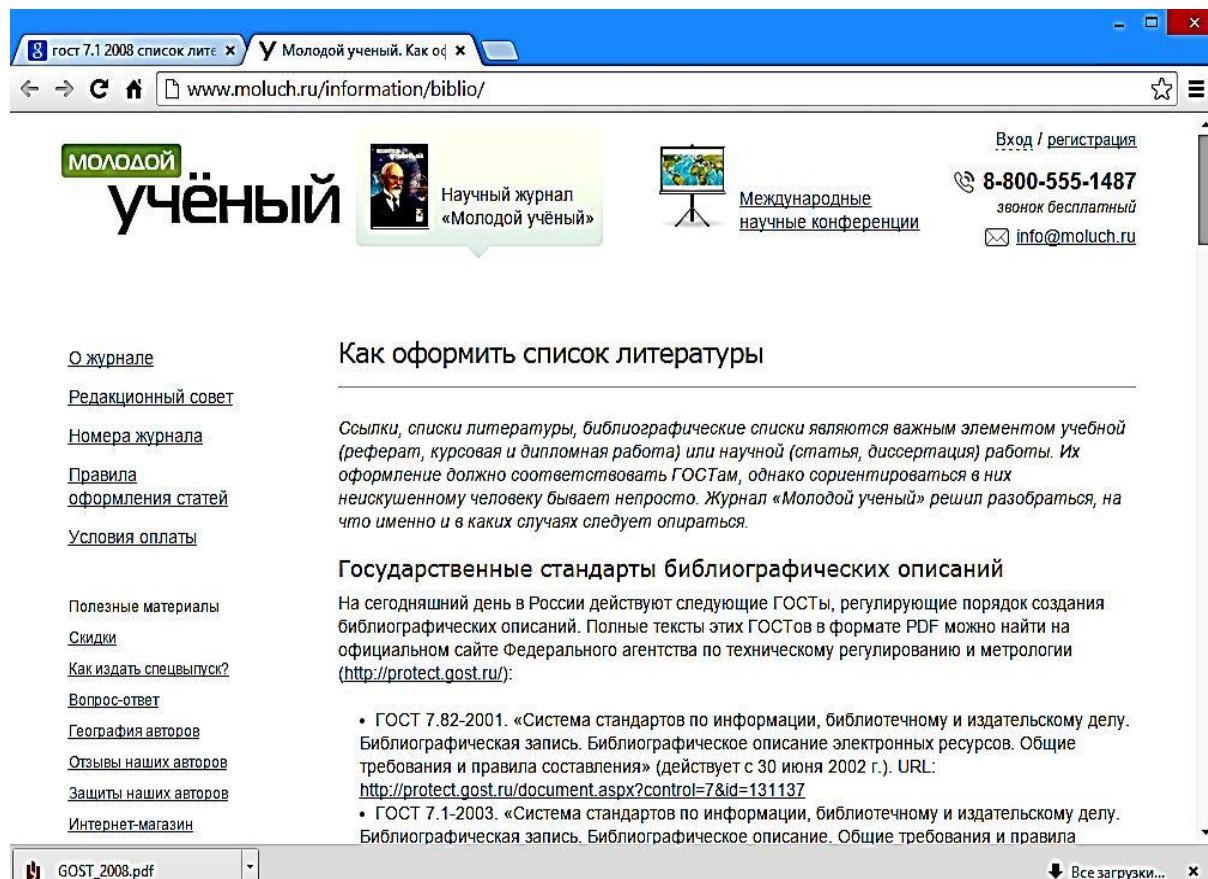 гост 7.1 2008 список лите
Молодой ученый. Как оф
www.moluch.ru/information/biblio/
молодой
учёный
Научный журнал
«Молодой учёный»
Международные
научные конференции
Вход / регистрация
8-800-555-1487
звонок бесплатный
info@moluch.ru
О журнале
Редакционный совет
Номера журнала
Правила
оформления статей
Условия оплаты
Полезные материалы
Скидки
Как издать спецвыпуск?
Вопрос-ответ
География авторов
Отзывы наших авторов
Защиты наших авторов
Интернет-магазин
Как оформить список литературы
Ссылки, списки литературы, библиографические списки являются важным элементом учебной
(реферат, курсовая и дипломная работа) или научной (статья, диссертация) работы. Их
оформление должно соответствовать ГОСТам, однако сориентироваться в них
неискушенному человеку бывает непросто. Журнал «Молодой ученый» решил разобраться, на
что именно и в каких случаях следует опираться.
Государственные стандарты библиографических описаний
На сегодняшний день в России действуют следующие ГОСТы, регулирующие порядок создания
библиографических описаний. Полные тексты этих ГОСТов в формате PDF можно найти на
официальном сайте Федерального агентства по техническому регулированию и метрологии
(http://protect.gost.ru/):
• ГОСТ 7.82-2001. «Система стандартов по информации, библиотечному и издательскому делу.
Библиографическая запись. Библиографическое описание электронных ресурсов. Общие
требования и правила составления» (действует с 30 июня 2002 г.). URL:
http://protect.gost.ru/document.aspx?control=7&id=131137
• ГОСТ 7.1-2003. «Система стандартов по информации, библиотечному и издательскому делу.
Библиографическая запись. Библиографическое описание. Общие требования и правила
GOST_2008.pdf
Все загрузки...